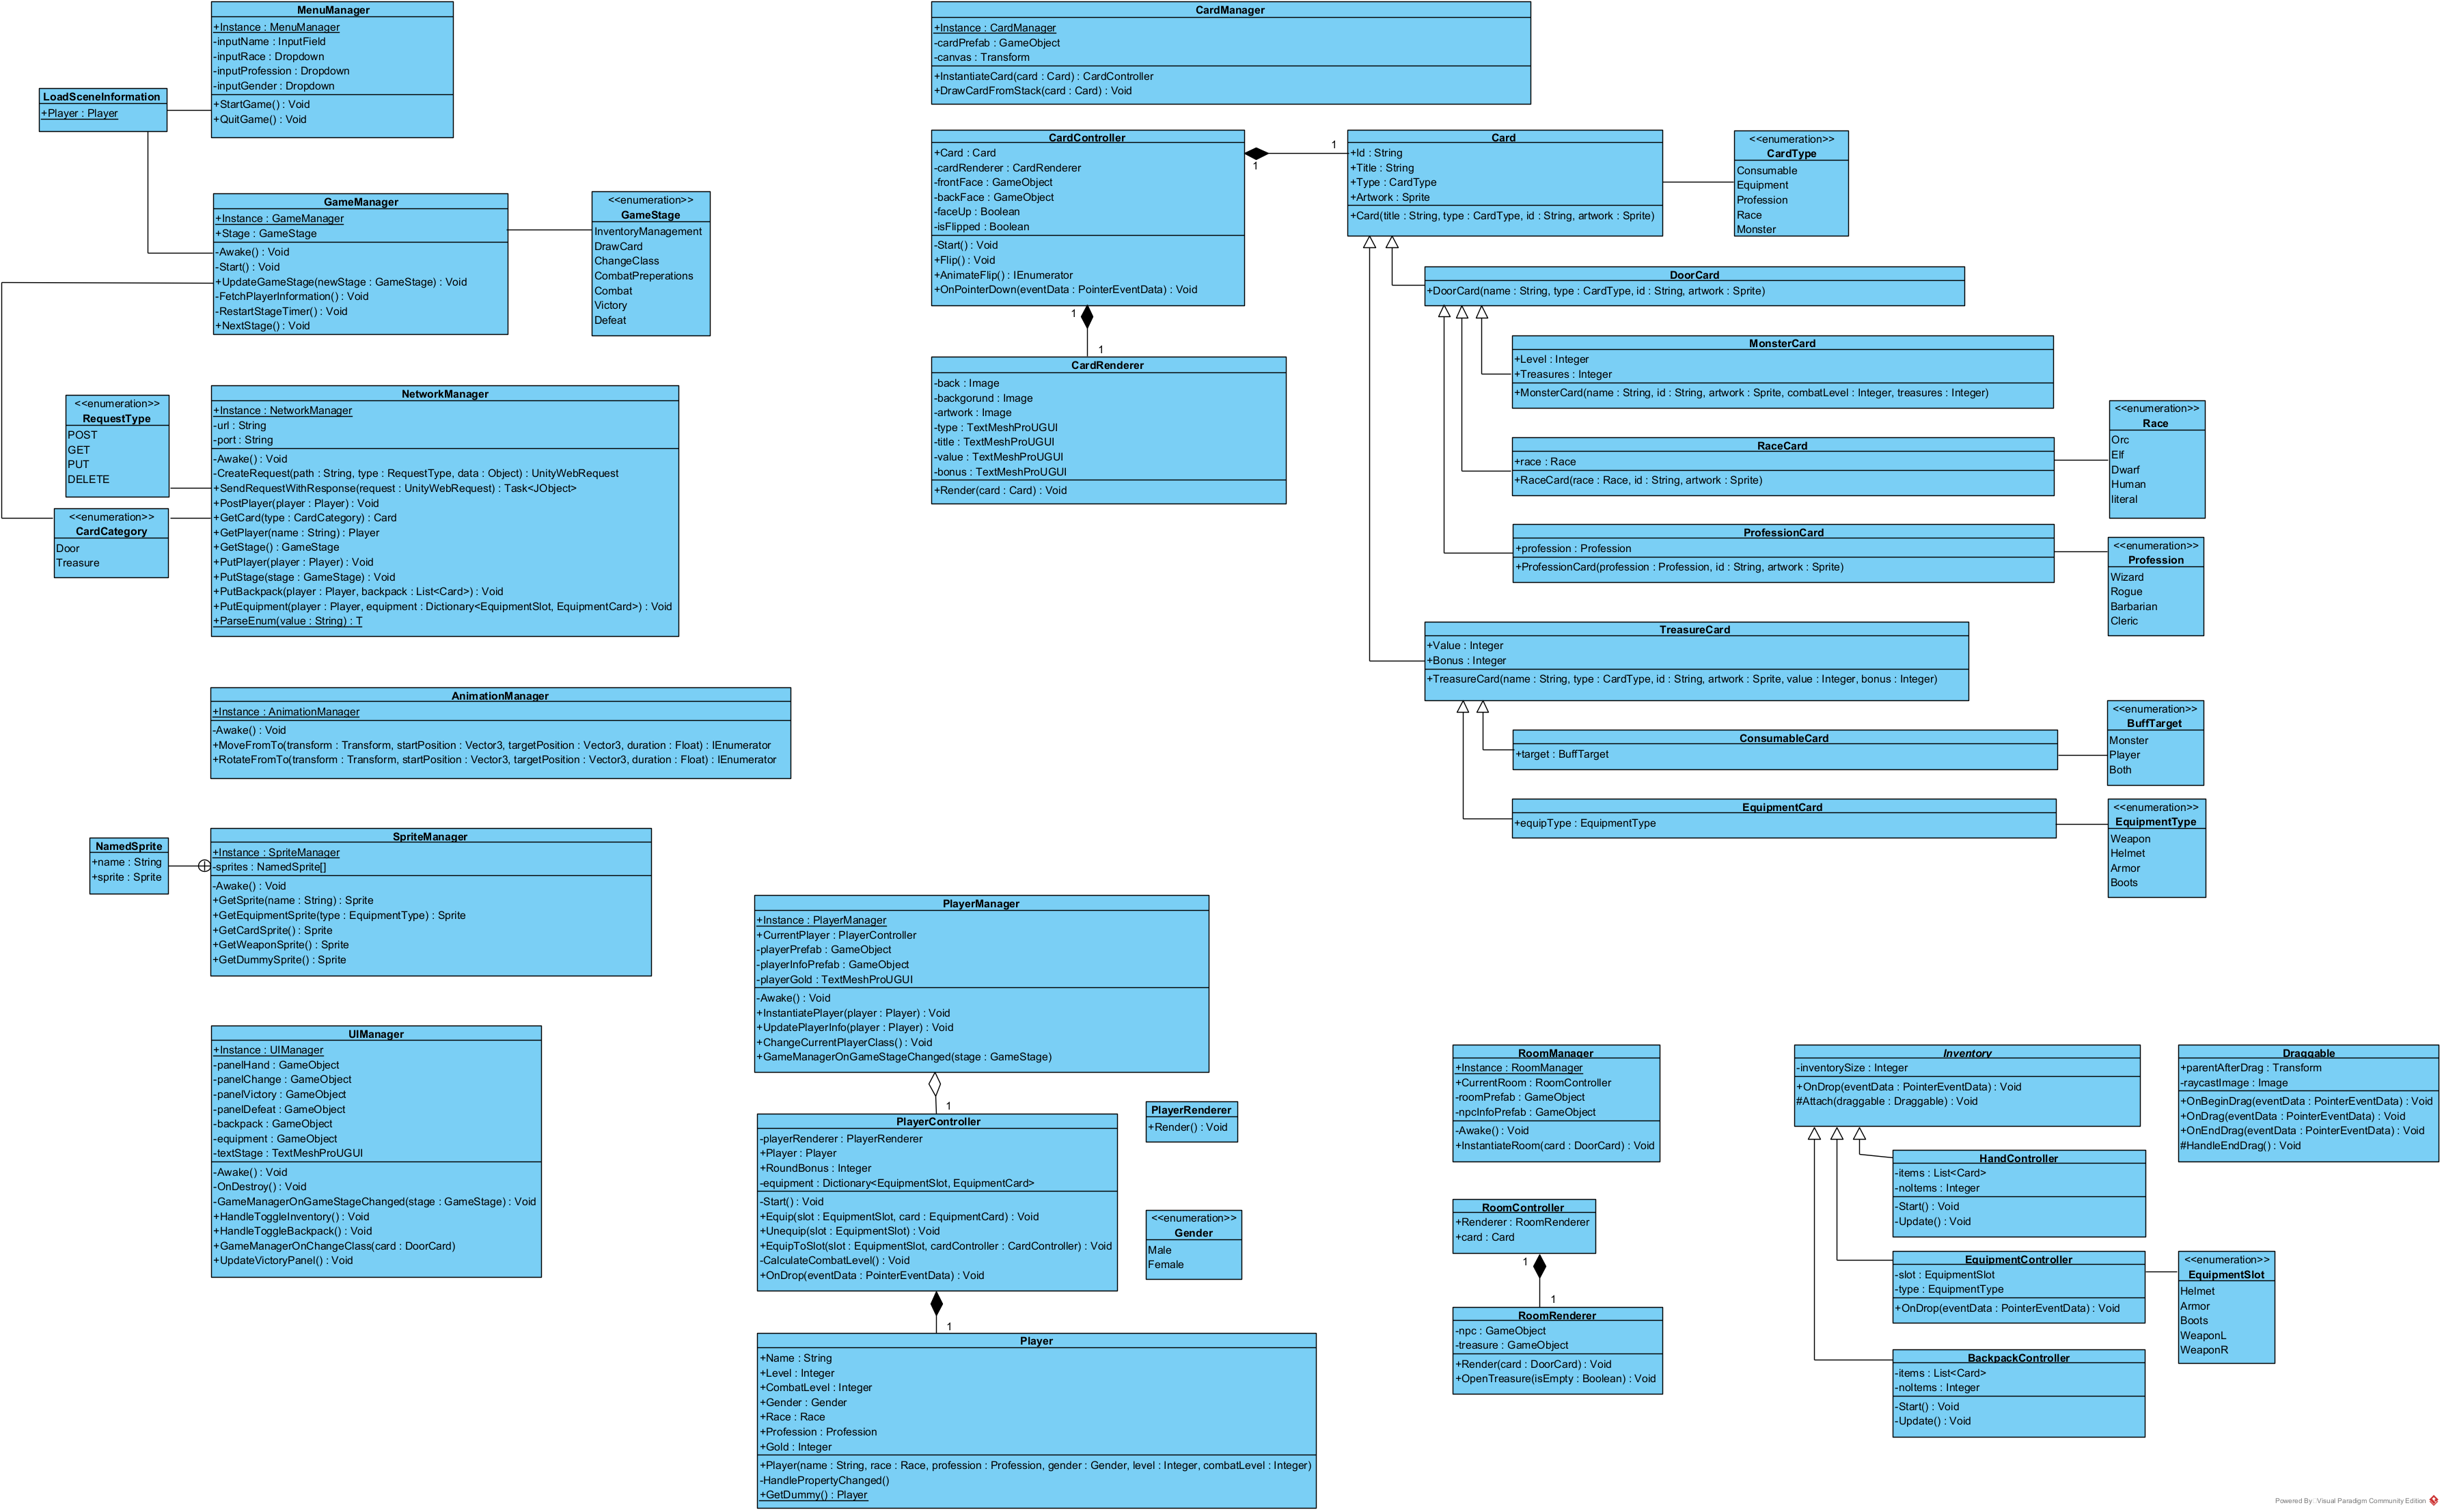 MenuManager
+Instance : MenuManager
-inputName : InputField
-inputRace : Dropdown
-inputProfession : Dropdown
-inputGender : Dropdown
+StartGame() : Void
+QuitGame() : Void
LoadSceneInformation
+Player : Player
GameManager
+Instance : GameManager
+Stage : GameStage
-Awake() : Void
-Start() : Void
+UpdateGameStage(newStage : GameStage) : Void
-FetchPlayerInformation() : Void
-RestartStageTimer() : Void
+NextStage() : Void
<<enumeration>>
GameStage
InventoryManagement
DrawCard
ChangeClass
CombatPreperations
Combat
Victory
Defeat
<<enumeration>>
RequestType
POST
GET
PUT
DELETE
<<enumeration>>
CardCategory
Door
Treasure
NetworkManager
+Instance : NetworkManager
-url : String
-port : String
-Awake() : Void
-CreateRequest(path : String, type : RequestType, data : Object) : UnityWebRequest
+SendRequestWithResponse(request : UnityWebRequest) : Task<JObject>
+PostPlayer(player : Player) : Void
+GetCard(type : CardCategory) : Card
+GetPlayer(name : String) : Player
+GetStage() : GameStage
+PutPlayer(player : Player) : Void
+PutStage(stage : GameStage) : Void
+PutBackpack(player : Player, backpack : List<Card>) : Void
+PutEquipment(player : Player, equipment : Dictionary<EquipmentSlot, EquipmentCard>) : Void
+ParseEnum(value : String) : T
AnimationManager
+Instance : AnimationManager
-Awake() : Void
+MoveFromTo(transform : Transform, startPosition : Vector3, targetPosition : Vector3, duration : Float) : IEnumerator
+RotateFromTo(transform : Transform, startPosition : Vector3, targetPosition : Vector3, duration : Float) : IEnumerator
NamedSprite
+name : String
+sprite : Sprite
SpriteManager
+Instance : SpriteManager
-sprites : NamedSprite[]
-Awake() : Void
+GetSprite(name : String) : Sprite
+GetEquipmentSprite(type : EquipmentType) : Sprite
+GetCardSprite() : Sprite
+GetWeaponSprite() : Sprite
+GetDummySprite() : Sprite
UIManager
+Instance : UIManager
-panelHand : GameObject
-panelChange : GameObject
-panelVictory : GameObject
-panelDefeat : GameObject
-backpack : GameObject
-equipment : GameObject
-textStage : TextMeshProUGUI
-Awake() : Void
-OnDestroy() : Void
-GameManagerOnGameStageChanged(stage : GameStage) : Void
+HandleToggleInventory() : Void
+HandleToggleBackpack() : Void
+GameManagerOnChangeClass(card : DoorCard)
+UpdateVictoryPanel() : Void
CardManager
+Instance : CardManager
-cardPrefab : GameObject
-canvas : Transform
+InstantiateCard(card : Card) : CardController
+DrawCardFromStack(card : Card) : Void
CardController
+Card : Card
-cardRenderer : CardRenderer
-frontFace : GameObject
-backFace : GameObject
-faceUp : Boolean
-isFlipped : Boolean
-Start() : Void
+Flip() : Void
+AnimateFlip() : IEnumerator
+OnPointerDown(eventData : PointerEventData) : Void
1
1
1
1
CardRenderer
-back : Image
-backgorund : Image
-artwork : Image
-type : TextMeshProUGUI
-title : TextMeshProUGUI
-value : TextMeshProUGUI
-bonus : TextMeshProUGUI
+Render(card : Card) : Void
Card
+Id : String
+Title : String
+Type : CardType
+Artwork : Sprite
+Card(title : String, type : CardType, id : String, artwork : Sprite)
<<enumeration>>
CardType
Consumable
Equipment
Profession
Race
Monster
DoorCard
+DoorCard(name : String, type : CardType, id : String, artwork : Sprite)
MonsterCard
+Level : Integer
+Treasures : Integer
+MonsterCard(name : String, id : String, artwork : Sprite, combatLevel : Integer, treasures : Integer)
RaceCard
+race : Race
+RaceCard(race : Race, id : String, artwork : Sprite)
<<enumeration>>
Race
Orc
Elf
Dwarf
Human
literal
ProfessionCard
+profession : Profession
+ProfessionCard(profession : Profession, id : String, artwork : Sprite)
<<enumeration>>
Profession
Wizard
Rogue
Barbarian
Cleric
TreasureCard
+Value : Integer
+Bonus : Integer
+TreasureCard(name : String, type : CardType, id : String, artwork : Sprite, value : Integer, bonus : Integer)
ConsumableCard
+target : BuffTarget
<<enumeration>>
BuffTarget
Monster
Player
Both
EquipmentCard
+equipType : EquipmentType
<<enumeration>>
EquipmentType
Weapon
Helmet
Armor
Boots
PlayerManager
+Instance : PlayerManager
+CurrentPlayer : PlayerController
-playerPrefab : GameObject
-playerInfoPrefab : GameObject
-playerGold : TextMeshProUGUI
-Awake() : Void
+InstantiatePlayer(player : Player) : Void
+UpdatePlayerInfo(player : Player) : Void
+ChangeCurrentPlayerClass() : Void
+GameManagerOnGameStageChanged(stage : GameStage)
1
PlayerController
-playerRenderer : PlayerRenderer
+Player : Player
+RoundBonus : Integer
-equipment : Dictionary<EquipmentSlot, EquipmentCard>
-Start() : Void
+Equip(slot : EquipmentSlot, card : EquipmentCard) : Void
+Unequip(slot : EquipmentSlot) : Void
+EquipToSlot(slot : EquipmentSlot, cardController : CardController) : Void
-CalculateCombatLevel() : Void
+OnDrop(eventData : PointerEventData) : Void
1
PlayerRenderer
+Render() : Void
<<enumeration>>
Gender
Male
Female
Player
+Name : String
+Level : Integer
+CombatLevel : Integer
+Gender : Gender
+Race : Race
+Profession : Profession
+Gold : Integer
+Player(name : String, race : Race, profession : Profession, gender : Gender, level : Integer, combatLevel : Integer)
-HandlePropertyChanged()
+GetDummy() : Player
RoomManager
+Instance : RoomManager
+CurrentRoom : RoomController
-roomPrefab : GameObject
-npcInfoPrefab : GameObject
-Awake() : Void
+InstantiateRoom(card : DoorCard) : Void
RoomController
+Renderer : RoomRenderer
+card : Card
1
1
RoomRenderer
-npc : GameObject
-treasure : GameObject
+Render(card : DoorCard) : Void
+OpenTreasure(isEmpty : Boolean) : Void
Inventory
-inventorySize : Integer
+OnDrop(eventData : PointerEventData) : Void
#Attach(draggable : Draggable) : Void
Draggable
+parentAfterDrag : Transform
-raycastImage : Image
+OnBeginDrag(eventData : PointerEventData) : Void
+OnDrag(eventData : PointerEventData) : Void
+OnEndDrag(eventData : PointerEventData) : Void
#HandleEndDrag() : Void
HandController
-items : List<Card>
-noItems : Integer
-Start() : Void
-Update() : Void
EquipmentController
-slot : EquipmentSlot
-type : EquipmentType
+OnDrop(eventData : PointerEventData) : Void
<<enumeration>>
EquipmentSlot
Helmet
Armor
Boots
WeaponL
WeaponR
BackpackController
-items : List<Card>
-noItems : Integer
-Start() : Void
-Update() : Void
Powered By: Visual Paradigm Community Edition